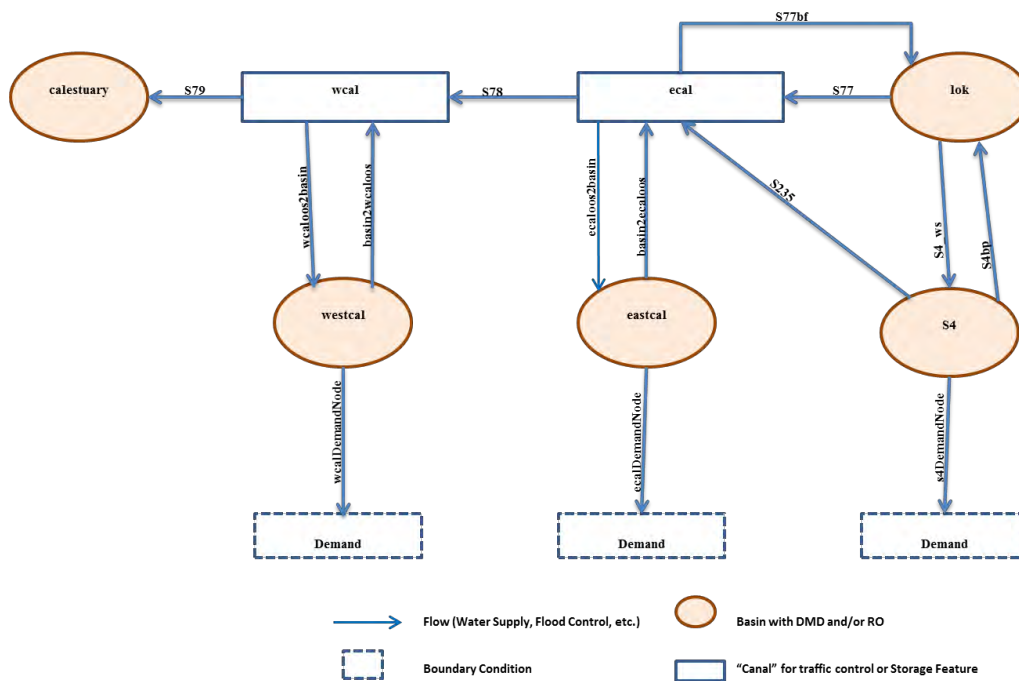 S77bf
calestuary
S79
wcal
S78
ecal
S77
lok
wcaloos2basin
basin2wcaloos
ecaloos2basin
basin2ecaloos
S235
S4_ws
S4bp
westcal
eastcal
S4
wcalDemandNode
ecalDemandNode
s4DemandNode
Demand
Demand
Demand
Flow (Water Supply, Flood Control, etc.)
Basin with DMD and/or RO
Boundary Condition
“Canal” for traffic control or Storage Feature